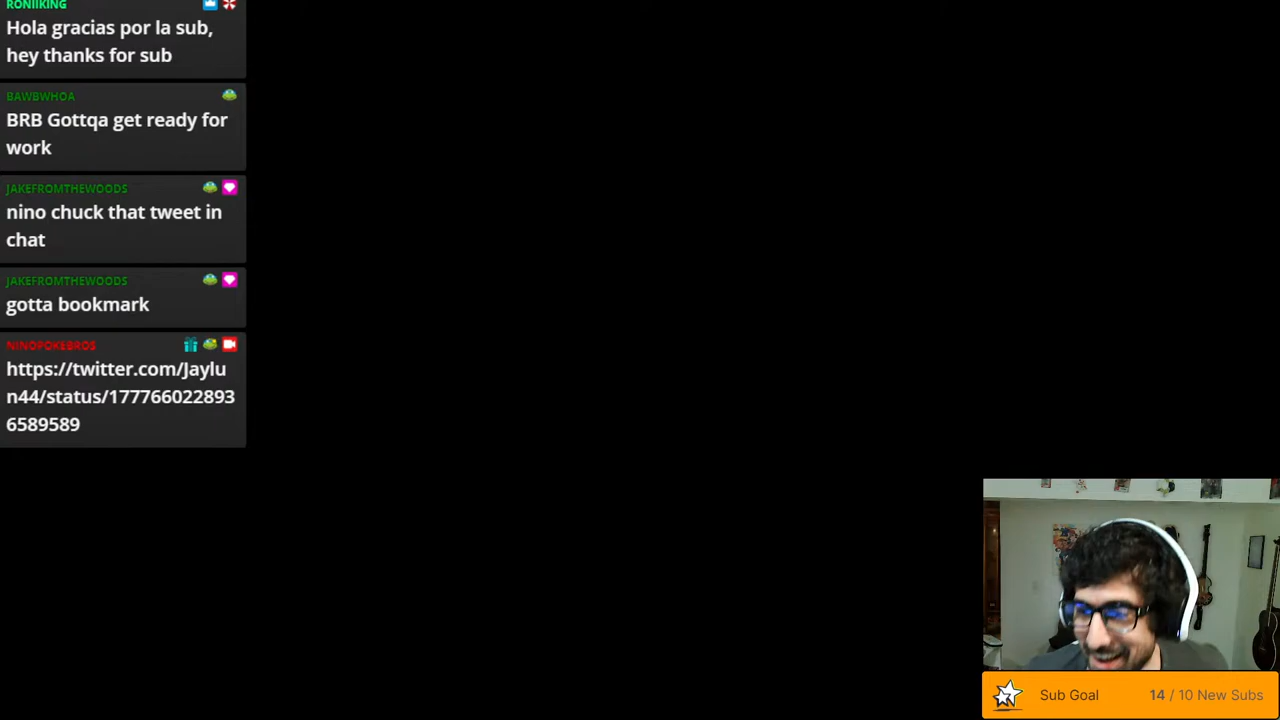 RONIIKING
Hola gracias por la sub,
hey thanks for sub
BAWBWHOA
BRB Gottqa get ready for
work
JAKEFROMTHEWOODS
nino chuck that tweet in
chat
JAKEFROMTHEWOODS
gotta bookmark
NINOPOKEBROS
https://twitter.com/Jaylu
n44/status/177766022893
6589589
Sub Goal 14 / 10 New Subs